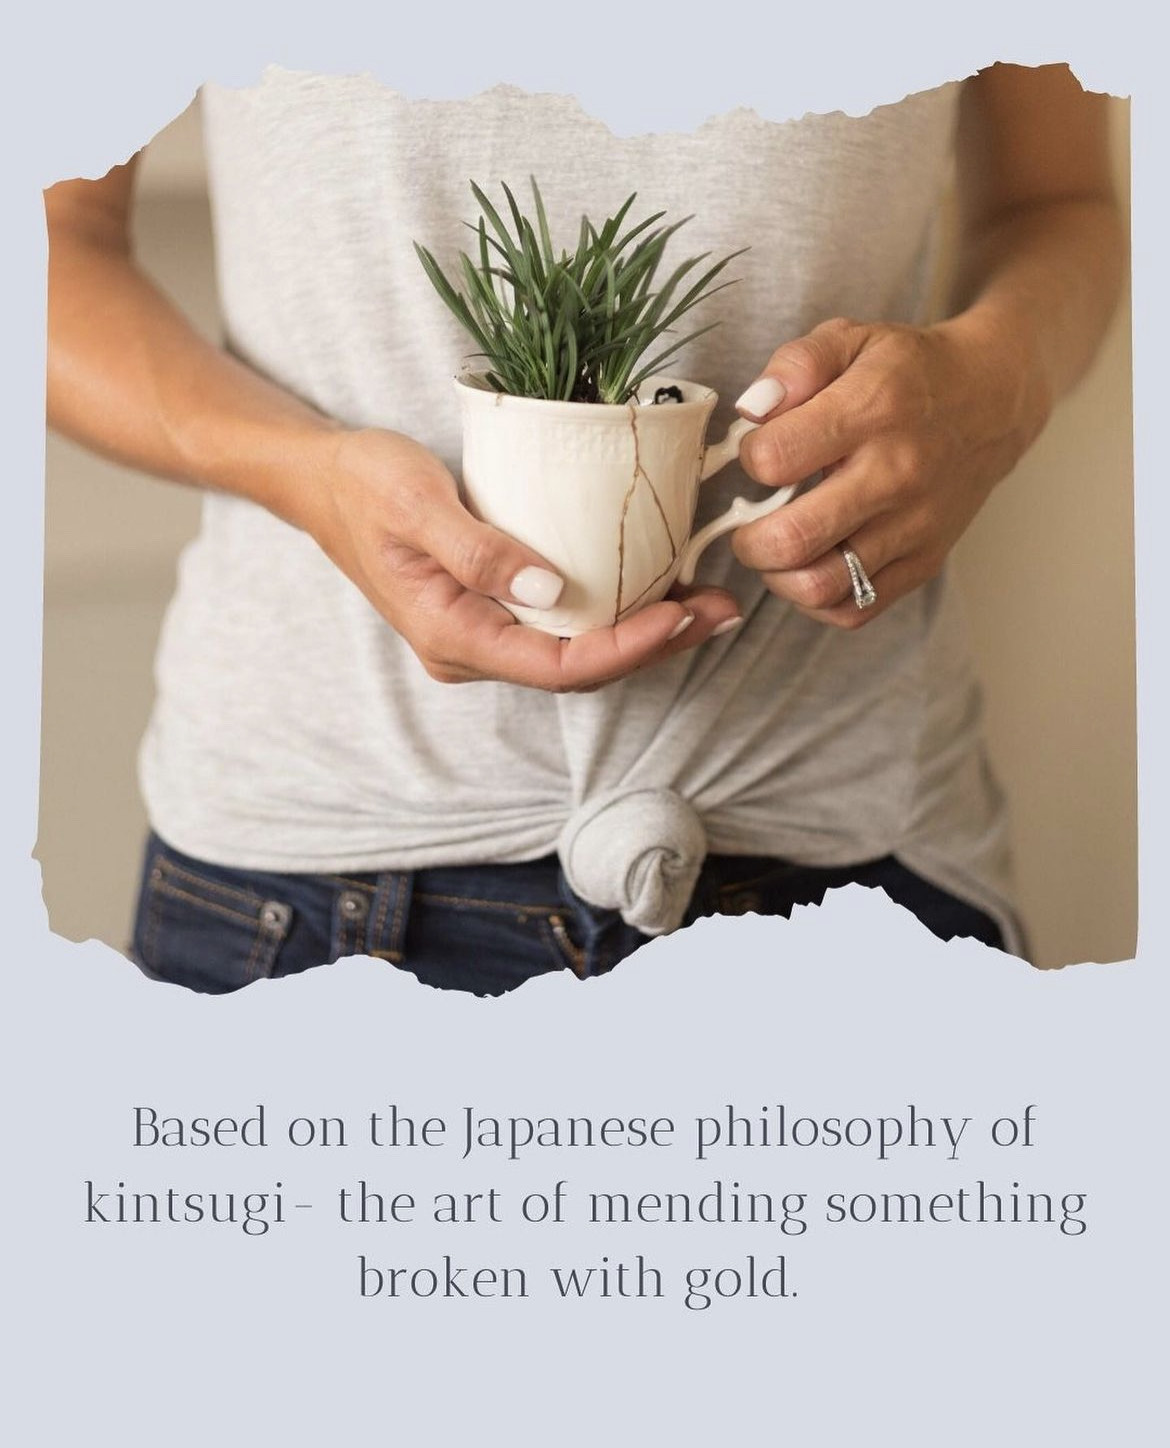 Based on the Japanese philosophy of
kintsugi- the art of mending something
broken with gold.